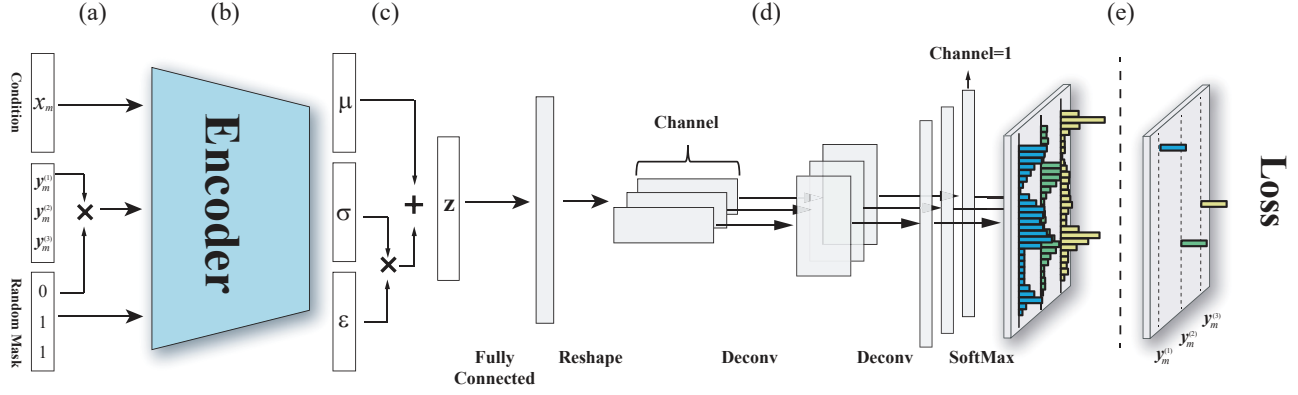 (a)
(b)
(c)
(d)
(e)
Condition
x_m
y_m^(1)
y_m^(2)
y_m^(3)
×
Random Mask
0
1
1
Encoder
μ
σ
ε
×
+
z
Fully
Connected
Reshape
Channel
Deconv
Deconv
Channel=1
SoftMax
y_m^(1)
y_m^(2)
y_m^(3)
Loss